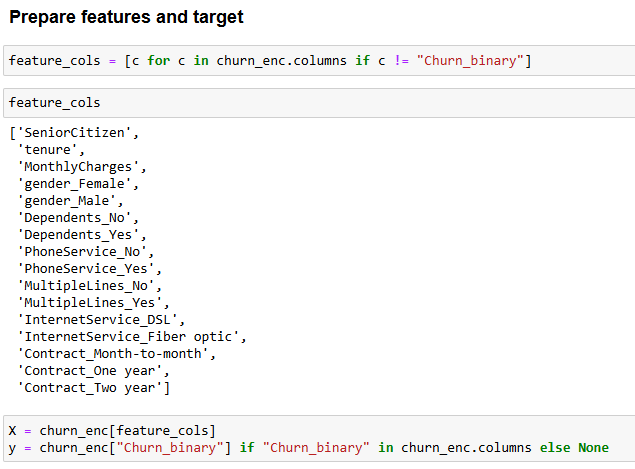 Prepare features and target
feature_cols = [c for c in churn_enc.columns if c != "Churn_binary"]
feature_cols
['SeniorCitizen',
 'tenure',
 'MonthlyCharges',
 'gender_Female',
 'gender_Male',
 'Dependents_No',
 'Dependents_Yes',
 'PhoneService_No',
 'PhoneService_Yes',
 'MultipleLines_No',
 'MultipleLines_Yes',
 'InternetService_DSL',
 'InternetService_Fiber optic',
 'Contract_Month-to-month',
 'Contract_One year',
 'Contract_Two year']
X = churn_enc[feature_cols]
y = churn_enc["Churn_binary"] if "Churn_binary" in churn_enc.columns else None